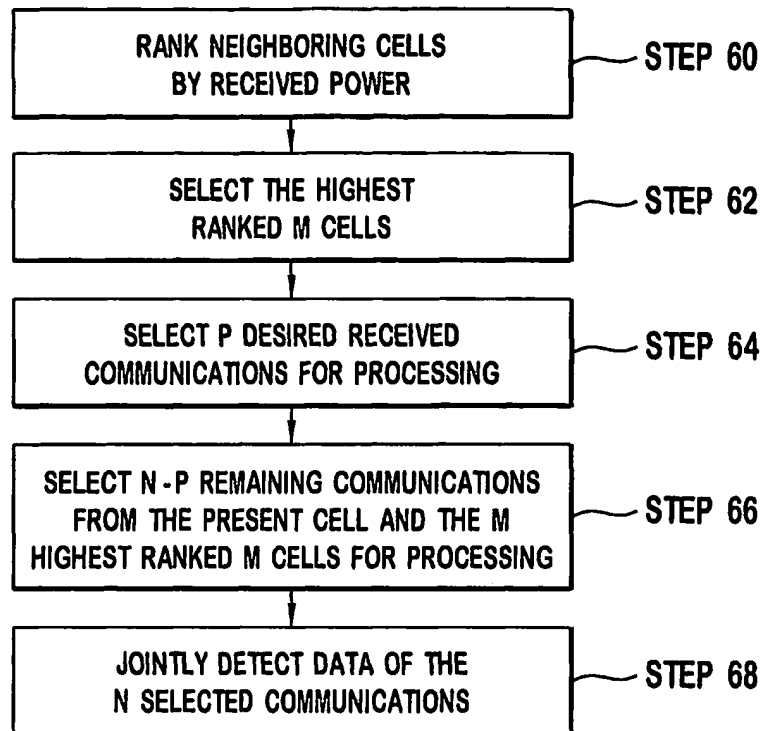 RANK NEIGHBORING CELLS
BY RECEIVED POWER
STEP 60
SELECT THE HIGHEST
RANKED M CELLS
STEP 62
SELECT P DESIRED RECEIVED
COMMUNICATIONS FOR PROCESSING
STEP 64
SELECT N-P REMAINING COMMUNICATIONS
FROM THE PRESENT CELL AND THE M
HIGHEST RANKED M CELLS FOR PROCESSING
STEP 66
JOINTLY DETECT DATA OF THE
N SELECTED COMMUNICATIONS
STEP 68